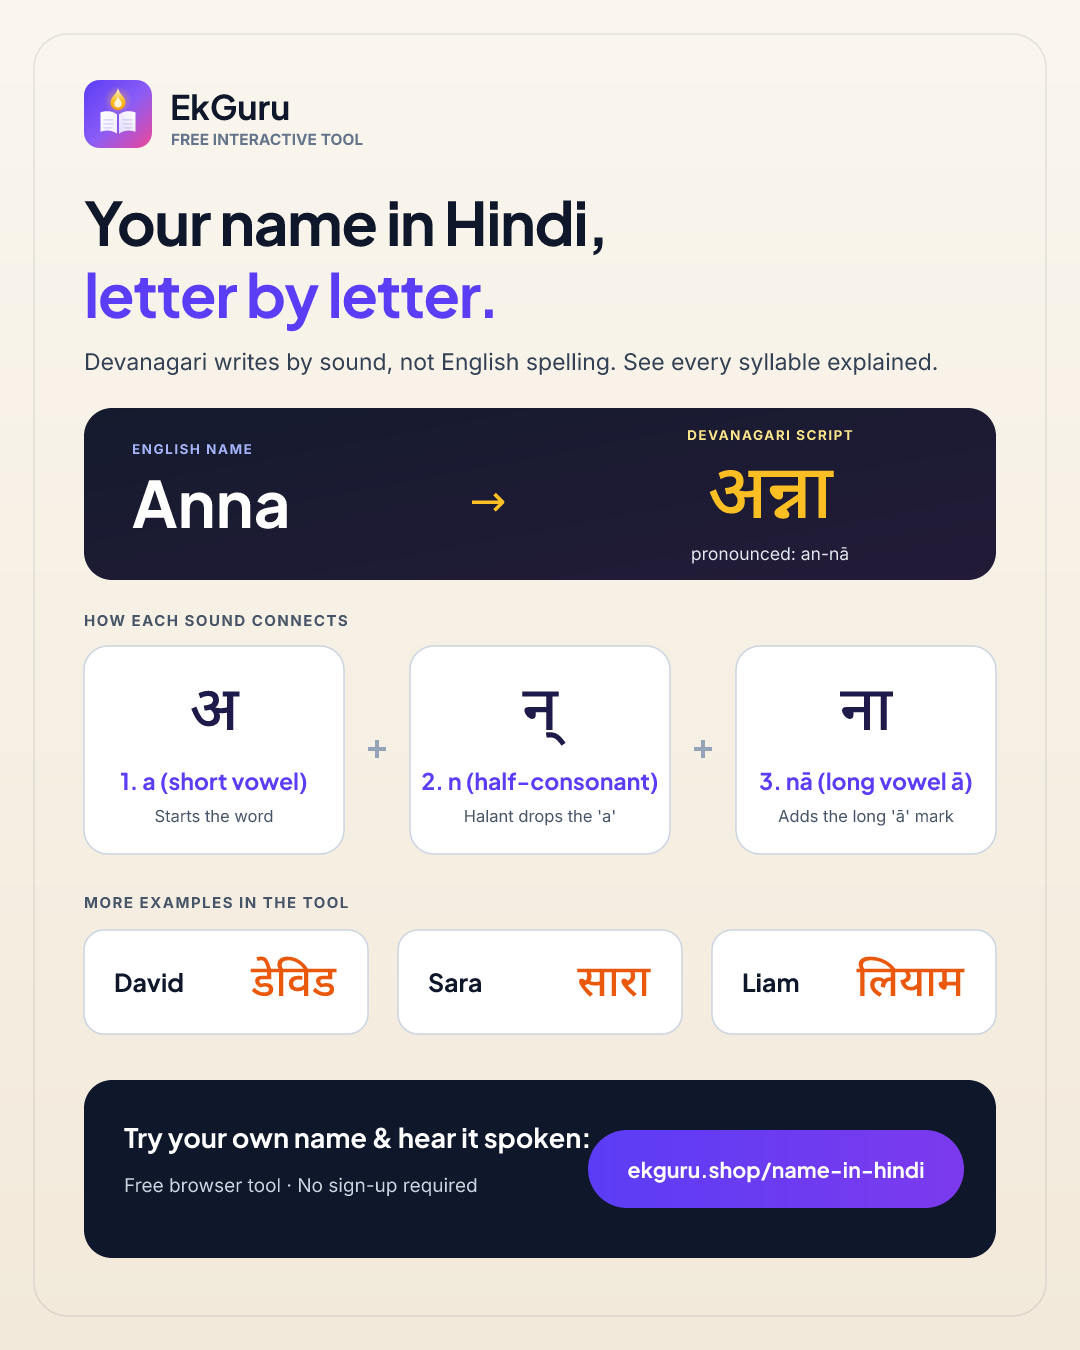 EkGuru
FREE INTERACTIVE TOOL
Your name in Hindi,
letter by letter.
Devanagari writes by sound, not English spelling. See every syllable explained.
ENGLISH NAME
Anna
→
DEVANAGARI SCRIPT
अन्ना
pronounced: an-nā
HOW EACH SOUND CONNECTS
अ
1. a (short vowel)
Starts the word
+
न्
2. n (half-consonant)
Halant drops the 'a'
+
ना
3. nā (long vowel ā)
Adds the long 'ā' mark
MORE EXAMPLES IN THE TOOL
David डेविड
Sara सारा
Liam लियाम
Try your own name & hear it spoken:
Free browser tool · No sign-up required
ekguru.shop/name-in-hindi